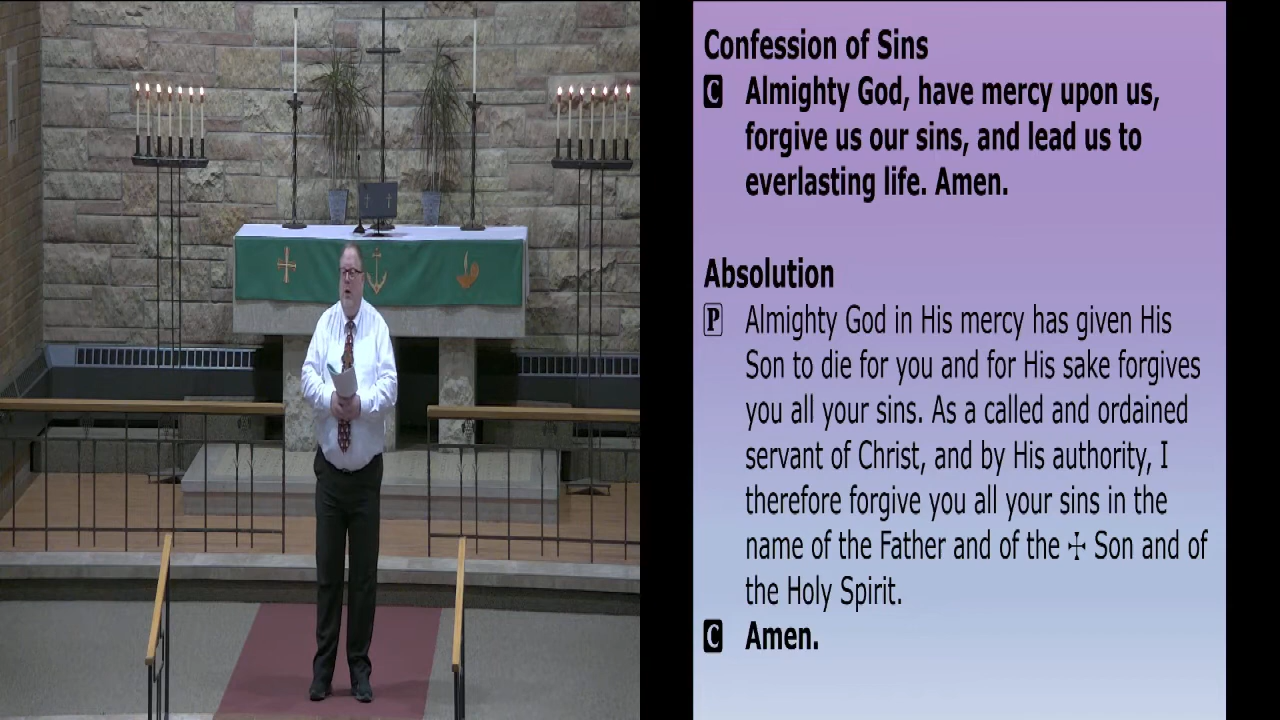 Confession of Sins
C Almighty God, have mercy upon us,
forgive us our sins, and lead us to
everlasting life. Amen.
Absolution
P Almighty God in His mercy has given His
Son to die for you and for His sake forgives
you all your sins. As a called and ordained
servant of Christ, and by His authority, I
therefore forgive you all your sins in the
name of the Father and of the ☩ Son and of
the Holy Spirit.
C Amen.